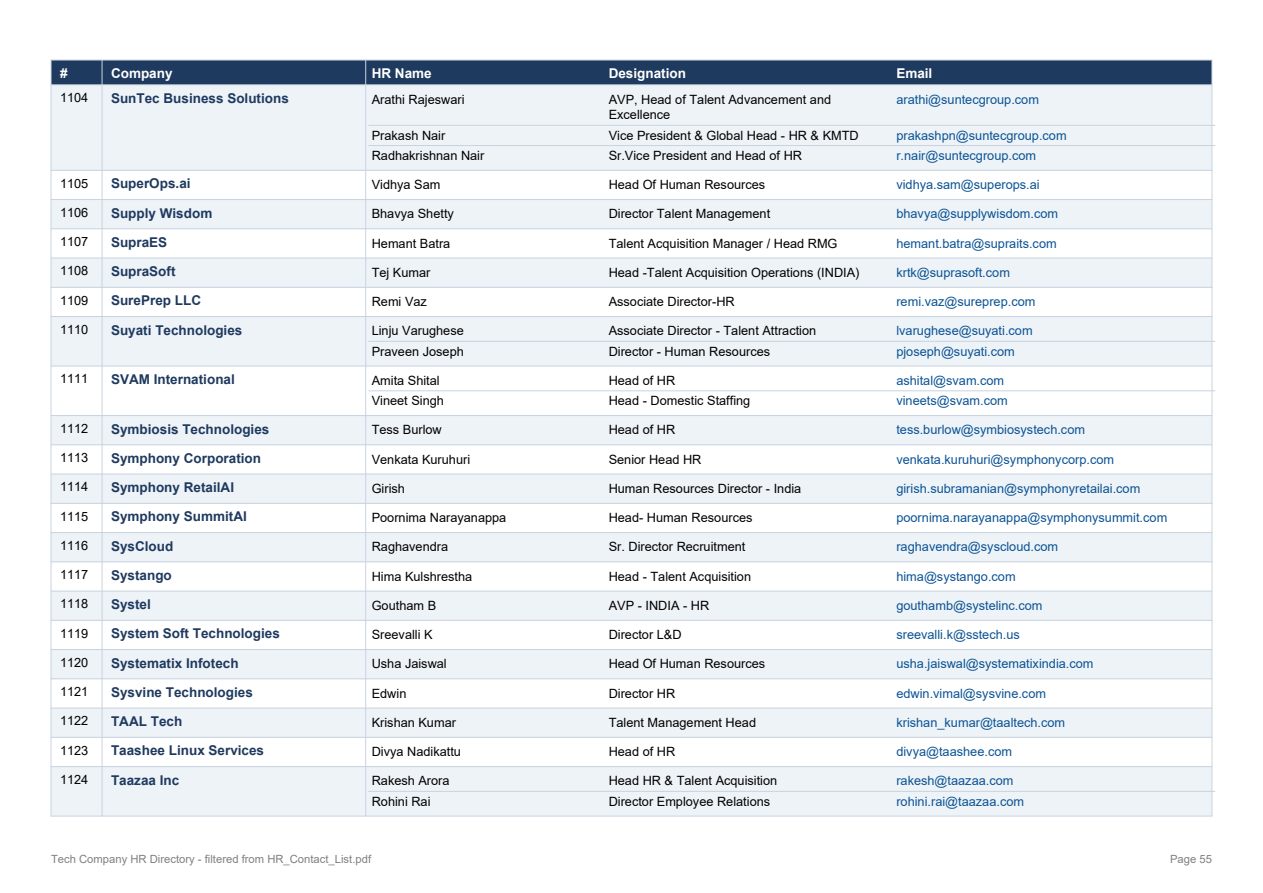 # Company HR Name Designation Email
1104 SunTec Business Solutions Arathi Rajeswari AVP, Head of Talent Advancement and arathi@suntecgroup.com
Excellence
Prakash Nair Vice President & Global Head - HR & KMTD prakashpn@suntecgroup.com
Radhakrishnan Nair Sr.Vice President and Head of HR r.nair@suntecgroup.com
1105 SuperOps.ai Vidhya Sam Head Of Human Resources vidhya.sam@superops.ai
1106 Supply Wisdom Bhavya Shetty Director Talent Management bhavya@supplywisdom.com
1107 SupraES Hemant Batra Talent Acquisition Manager / Head RMG hemant.batra@supraits.com
1108 SupraSoft Tej Kumar Head -Talent Acquisition Operations (INDIA) krtk@suprasoft.com
1109 SurePrep LLC Remi Vaz Associate Director-HR remi.vaz@sureprep.com
1110 Suyati Technologies Linju Varughese Associate Director - Talent Attraction lvarughese@suyati.com
Praveen Joseph Director - Human Resources pjoseph@suyati.com
1111 SVAM International Amita Shital Head of HR ashital@svam.com
Vineet Singh Head - Domestic Staffing vineets@svam.com
1112 Symbiosis Technologies Tess Burlow Head of HR tess.burlow@symbiosystech.com
1113 Symphony Corporation Venkata Kuruhuri Senior Head HR venkata.kuruhuri@symphonycorp.com
1114 Symphony RetailAI Girish Human Resources Director - India girish.subramanian@symphonyretailai.com
1115 Symphony SummitAI Poornima Narayanappa Head- Human Resources poornima.narayanappa@symphonysummit.com
1116 SysCloud Raghavendra Sr. Director Recruitment raghavendra@syscloud.com
1117 Systango Hima Kulshrestha Head - Talent Acquisition hima@systango.com
1118 Systel Goutham B AVP - INDIA - HR gouthamb@systelinc.com
1119 System Soft Technologies Sreevalli K Director L&D sreevalli.k@sstech.us
1120 Systematix Infotech Usha Jaiswal Head Of Human Resources usha.jaiswal@systematixindia.com
1121 Sysvine Technologies Edwin Director HR edwin.vimal@sysvine.com
1122 TAAL Tech Krishan Kumar Talent Management Head krishan_kumar@taaltech.com
1123 Taashee Linux Services Divya Nadikattu Head of HR divya@taashee.com
1124 Taazaa Inc Rakesh Arora Head HR & Talent Acquisition rakesh@taazaa.com
Rohini Rai Director Employee Relations rohini.rai@taazaa.com
Tech Company HR Directory - filtered from HR_Contact_List.pdf Page 55